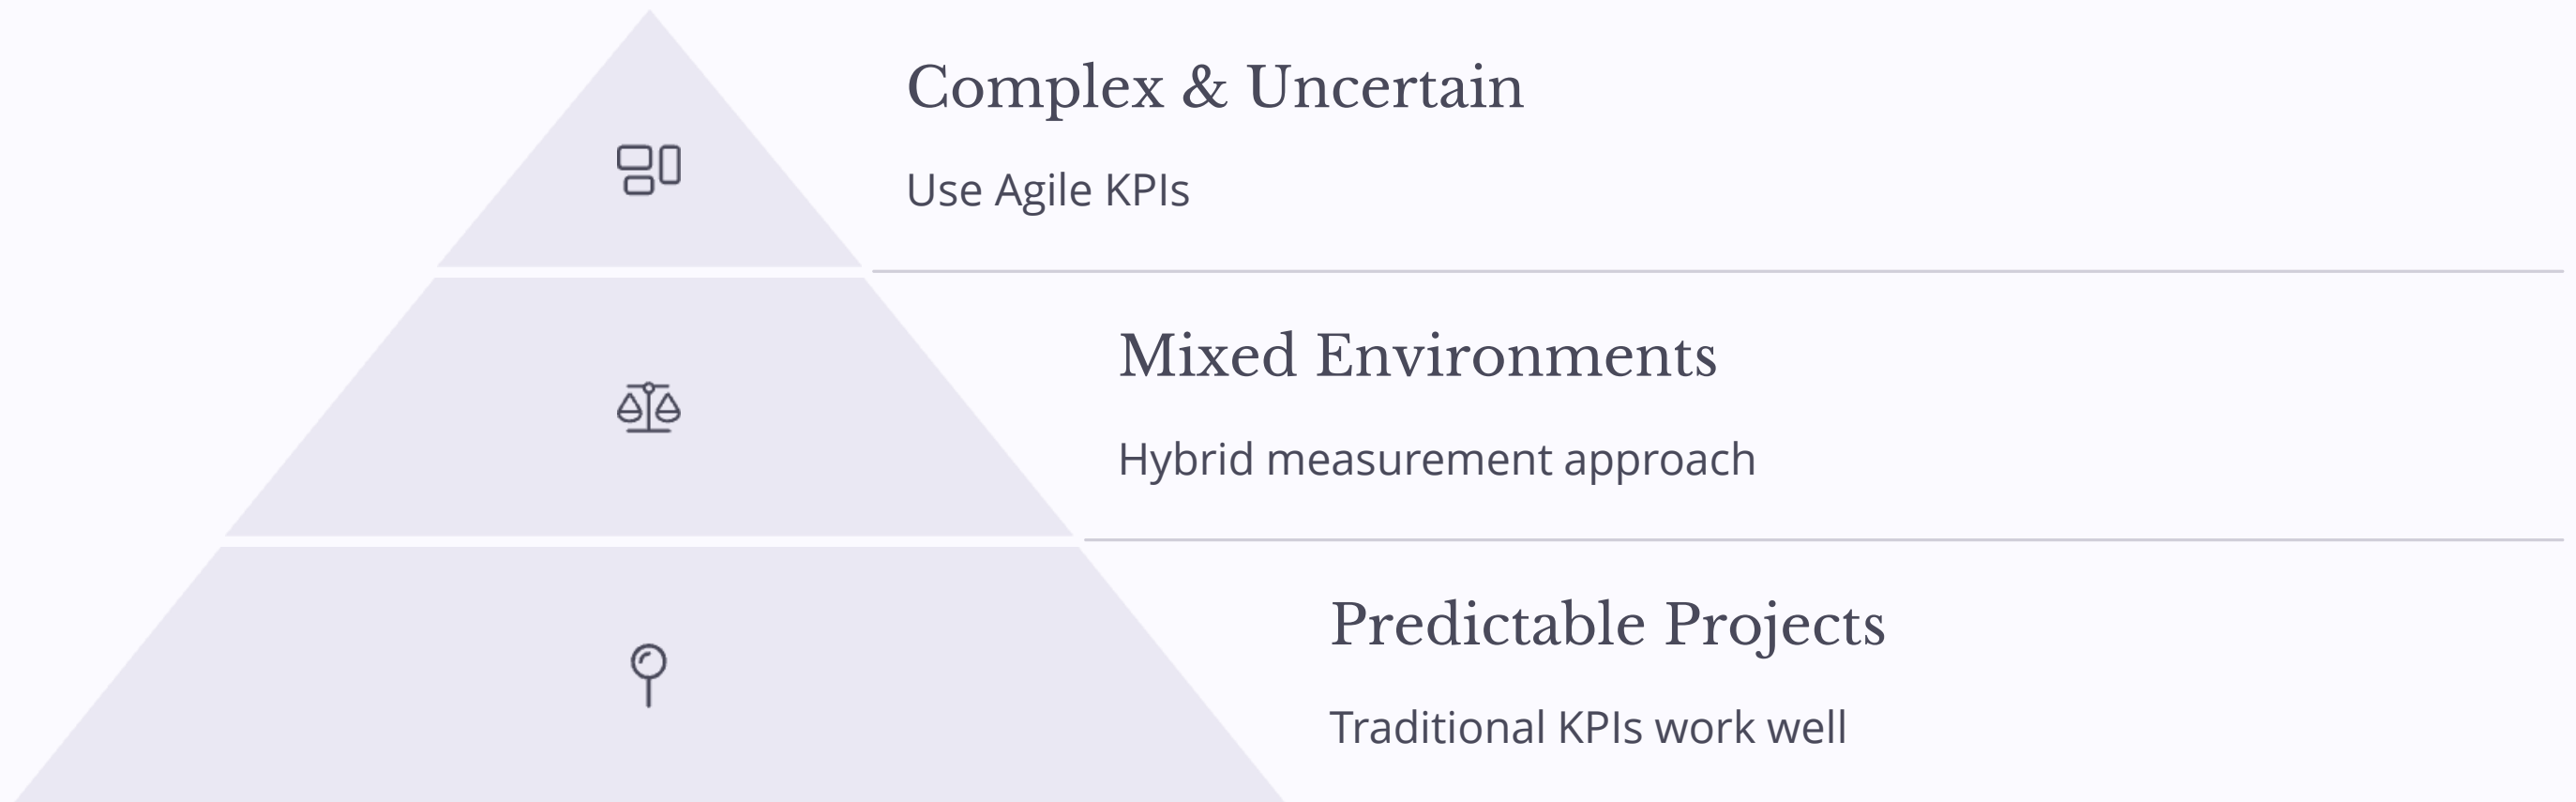 Complex & Uncertain
Use Agile KPIs
Mixed Environments
Hybrid measurement approach
Predictable Projects
Traditional KPIs work well